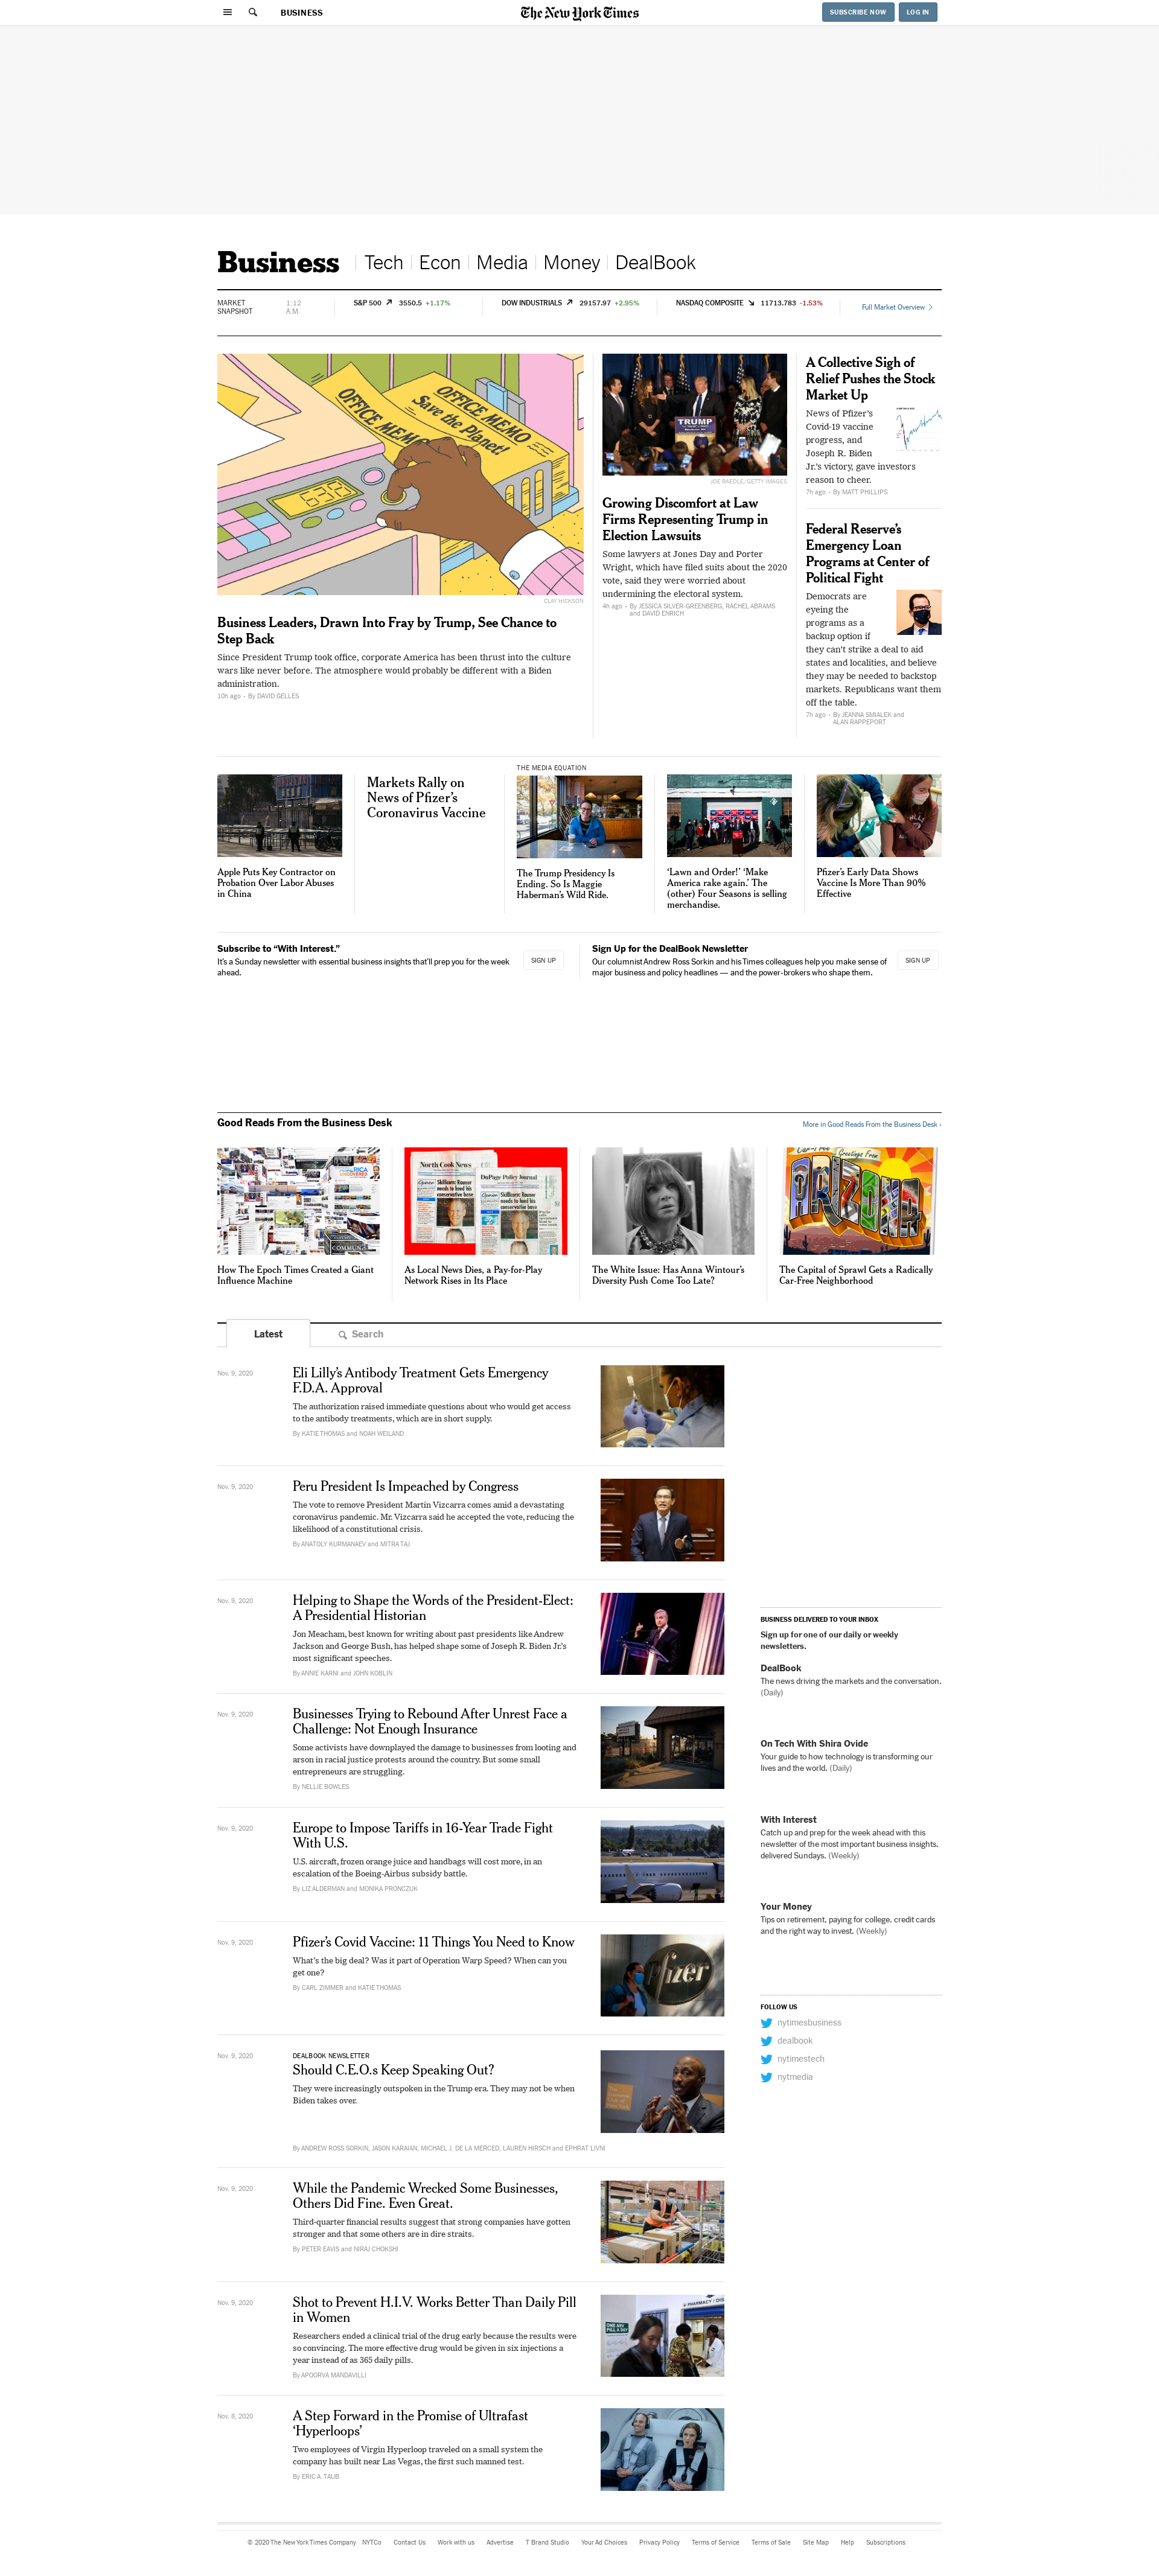 BUSINESS
The New York Times
SUBSCRIBE NOW
LOG IN
Business
Tech
Econ
Media
Money
DealBook
MARKET
SNAPSHOT
1:12
A.M.
S&P 500 3550.5 +1.17%
DOW INDUSTRIALS 29157.97 +2.95%
NASDAQ COMPOSITE 11713.783 -1.53%
Full Market Overview
OFFICE MEMO
OFFICE MEMO
Save the Planet!
CLAY HICKSON
Business Leaders, Drawn Into Fray by Trump, See Chance to
Step Back
Since President Trump took office, corporate America has been thrust into the culture
wars like never before. The atmosphere would probably be different with a Biden
administration.
10h ago - By DAVID GELLES
TRUMP
JOE RAEDLE/GETTY IMAGES
Growing Discomfort at Law
Firms Representing Trump in
Election Lawsuits
Some lawyers at Jones Day and Porter
Wright, which have filed suits about the 2020
vote, said they were worried about
undermining the electoral system.
4h ago - By JESSICA SILVER-GREENBERG, RACHEL ABRAMS
and DAVID ENRICH
A Collective Sigh of
Relief Pushes the Stock
Market Up
News of Pfizer's
Covid-19 vaccine
progress, and
Joseph R. Biden
Jr.'s victory, gave investors
reason to cheer.
7h ago - By MATT PHILLIPS
Federal Reserve's
Emergency Loan
Programs at Center of
Political Fight
Democrats are
eyeing the
programs as a
backup option if
they can't strike a deal to aid
states and localities, and believe
they may be needed to backstop
markets. Republicans want them
off the table.
7h ago - By JEANNA SMIALEK and
ALAN RAPPEPORT
Apple Puts Key Contractor on
Probation Over Labor Abuses
in China
Markets Rally on
News of Pfizer's
Coronavirus Vaccine
THE MEDIA EQUATION
The Trump Presidency Is
Ending. So Is Maggie
Haberman's Wild Ride.
‘Lawn and Order!’ ‘Make
America rake again.’ The
(other) Four Seasons is selling
merchandise.
Pfizer's Early Data Shows
Vaccine Is More Than 90%
Effective
Subscribe to “With Interest.”
It's a Sunday newsletter with essential business insights that'll prep you for the week
ahead.
SIGN UP
Sign Up for the DealBook Newsletter
Our columnist Andrew Ross Sorkin and his Times colleagues help you make sense of
major business and policy headlines — and the power-brokers who shape them.
SIGN UP
Good Reads From the Business Desk
More in Good Reads From the Business Desk ›
How The Epoch Times Created a Giant
Influence Machine
North Cook News
DuPage Policy Journal
As Local News Dies, a Pay-for-Play
Network Rises in Its Place
The White Issue: Has Anna Wintour's
Diversity Push Come Too Late?
Greetings From
ARIZONA
The Capital of Sprawl Gets a Radically
Car-Free Neighborhood
Latest
Search
Nov. 9, 2020
Eli Lilly's Antibody Treatment Gets Emergency
F.D.A. Approval
The authorization raised immediate questions about who would get access
to the antibody treatments, which are in short supply.
By KATIE THOMAS and NOAH WEILAND
Nov. 9, 2020
Peru President Is Impeached by Congress
The vote to remove President Martín Vizcarra comes amid a devastating
coronavirus pandemic. Mr. Vizcarra said he accepted the vote, reducing the
likelihood of a constitutional crisis.
By ANATOLY KURMANAEV and MITRA TAJ
Nov. 9, 2020
Helping to Shape the Words of the President-Elect:
A Presidential Historian
Jon Meacham, best known for writing about past presidents like Andrew
Jackson and George Bush, has helped shape some of Joseph R. Biden Jr.'s
most significant speeches.
By ANNIE KARNI and JOHN KOBLIN
Nov. 9, 2020
Businesses Trying to Rebound After Unrest Face a
Challenge: Not Enough Insurance
Some activists have downplayed the damage to businesses from looting and
arson in racial justice protests around the country. But some small
entrepreneurs are struggling.
By NELLIE BOWLES
Nov. 9, 2020
Europe to Impose Tariffs in 16-Year Trade Fight
With U.S.
U.S. aircraft, frozen orange juice and handbags will cost more, in an
escalation of the Boeing-Airbus subsidy battle.
By LIZ ALDERMAN and MONIKA PRONCZUK
Nov. 9, 2020
Pfizer's Covid Vaccine: 11 Things You Need to Know
What's the big deal? Was it part of Operation Warp Speed? When can you
get one?
By CARL ZIMMER and KATIE THOMAS
Pfizer
Nov. 9, 2020
DEALBOOK NEWSLETTER
Should C.E.O.s Keep Speaking Out?
They were increasingly outspoken in the Trump era. They may not be when
Biden takes over.
By ANDREW ROSS SORKIN, JASON KARAIAN, MICHAEL J. DE LA MERCED, LAUREN HIRSCH and EPHRAT LIVNI
Nov. 9, 2020
While the Pandemic Wrecked Some Businesses,
Others Did Fine. Even Great.
Third-quarter financial results suggest that strong companies have gotten
stronger and that some others are in dire straits.
By PETER EAVIS and NIRAJ CHOKSHI
Nov. 9, 2020
Shot to Prevent H.I.V. Works Better Than Daily Pill
in Women
Researchers ended a clinical trial of the drug early because the results were
so convincing. The more effective drug would be given in six injections a
year instead of as 365 daily pills.
By APOORVA MANDAVILLI
Nov. 8, 2020
A Step Forward in the Promise of Ultrafast
‘Hyperloops’
Two employees of Virgin Hyperloop traveled on a small system the
company has built near Las Vegas, the first such manned test.
By ERIC A. TAUB
BUSINESS DELIVERED TO YOUR INBOX
Sign up for one of our daily or weekly
newsletters.
DealBook
The news driving the markets and the conversation.
(Daily)
On Tech With Shira Ovide
Your guide to how technology is transforming our
lives and the world. (Daily)
With Interest
Catch up and prep for the week ahead with this
newsletter of the most important business insights,
delivered Sundays. (Weekly)
Your Money
Tips on retirement, paying for college, credit cards
and the right way to invest. (Weekly)
FOLLOW US
nytimesbusiness
dealbook
nytimestech
nytmedia
© 2020 The New York Times Company
NYTCo
Contact Us
Work with us
Advertise
T Brand Studio
Your Ad Choices
Privacy Policy
Terms of Service
Terms of Sale
Site Map
Help
Subscriptions